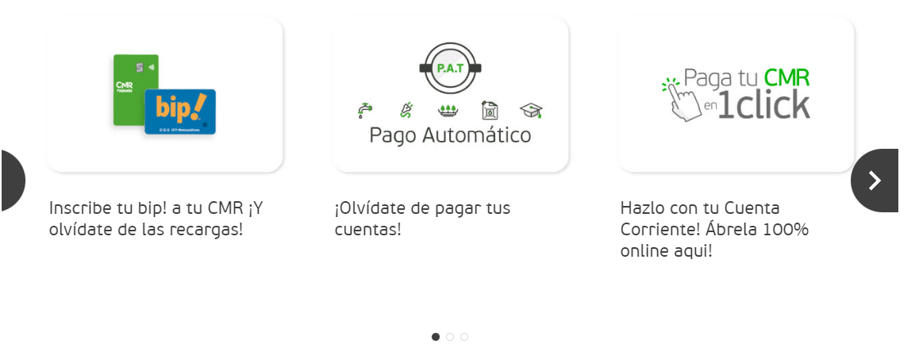 CMR
bip!
P.A.T
Pago Automático
Paga tu CMR
en 1click
Inscribe tu bip! a tu CMR ¡Y
olvídate de las recargas!
¡Olvídate de pagar tus
cuentas!
Hazlo con tu Cuenta
Corriente! Ábrela 100%
online aqui!